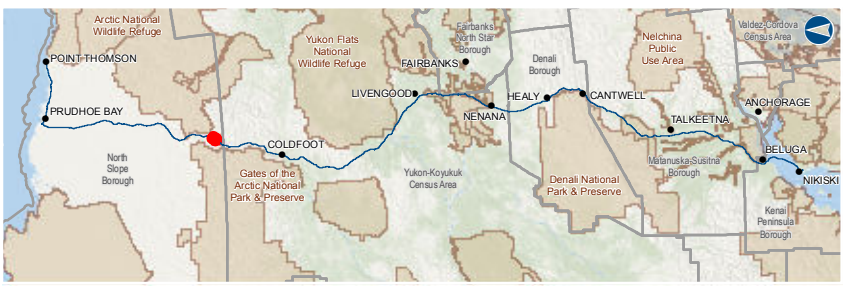 Arctic National
Wildlife Refuge
POINT THOMSON
PRUDHOE BAY
North
Slope
Borough
Yukon Flats
National
Wildlife Refuge
COLDFOOT
Gates of the
Arctic National
Park & Preserve
Fairbanks
North Star
Borough
FAIRBANKS
LIVENGOOD
NENANA
Yukon-Koyukuk
Census Area
Denali
Borough
HEALY
CANTWELL
Denali National
Park & Preserve
Nelchina
Public
Use Area
TALKEETNA
Matanuska-Susitna
Borough
Valdez-Cordova
Census Area
ANCHORAGE
BELUGA
NIKISKI
Kenai
Peninsula
Borough